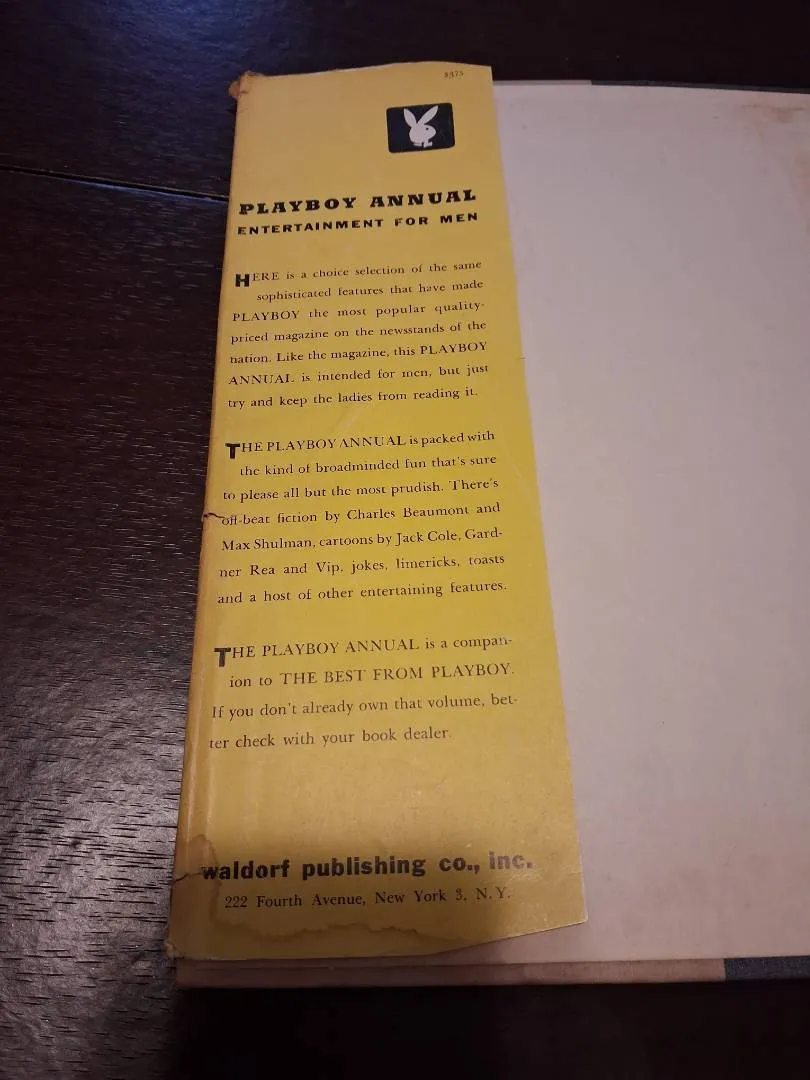 $375
PLAYBOY ANNUAL
ENTERTAINMENT FOR MEN
HERE is a choice selection of the same
sophisticated features that have made
PLAYBOY the most popular quality-
priced magazine on the newsstands of the
nation. Like the magazine, this PLAYBOY
ANNUAL is intended for men, but just
try and keep the ladies from reading it.
THE PLAYBOY ANNUAL is packed with
the kind of broadminded fun that's sure
to please all but the most prudish. There's
off-beat fiction by Charles Beaumont and
Max Shulman, cartoons by Jack Cole, Gard-
ner Rea and Vip, jokes, limericks, toasts
and a host of other entertaining features.
THE PLAYBOY ANNUAL is a compan-
ion to THE BEST FROM PLAYBOY.
If you don't already own that volume, bet-
ter check with your book dealer.
waldorf publishing co., inc.
222 Fourth Avenue, New York 3, N.Y.